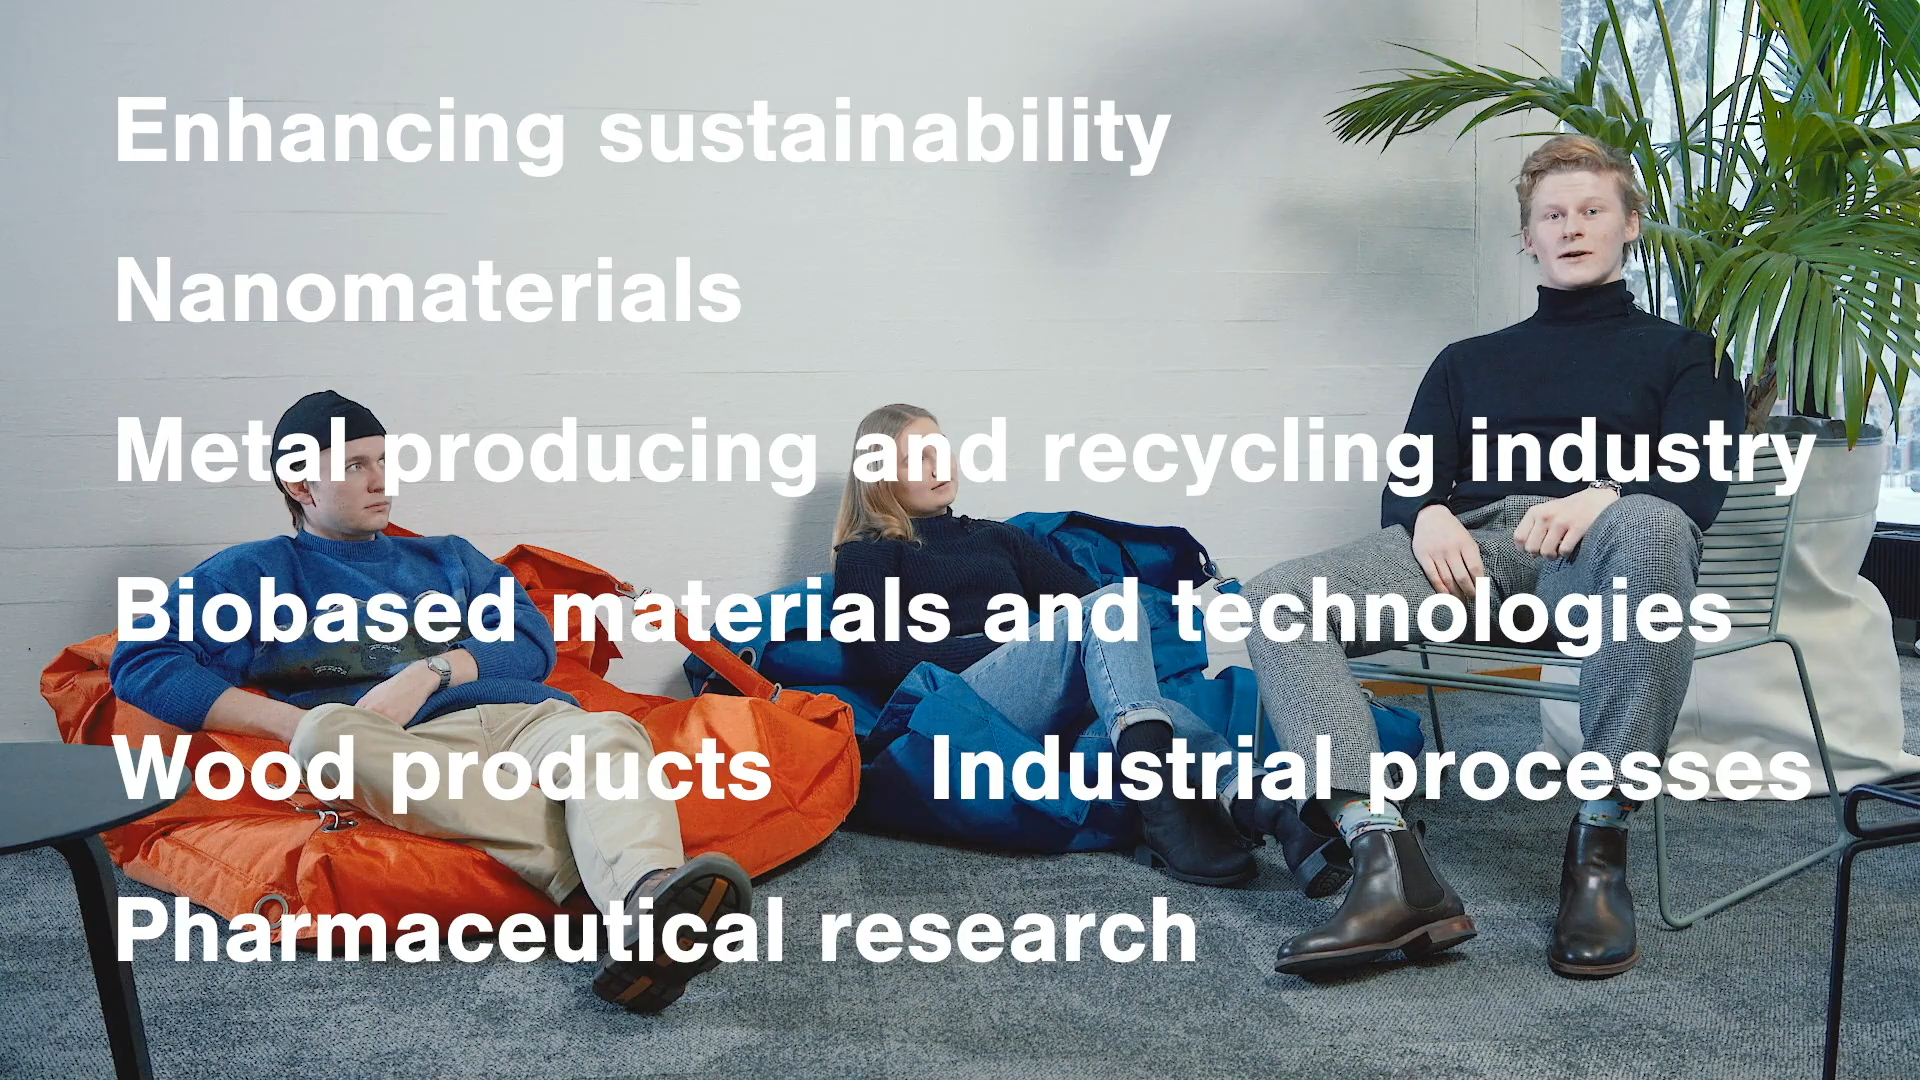 Enhancing sustainability
Nanomaterials
Metal producing and recycling industry
Biobased materials and technologies
Wood products Industrial processes
Pharmaceutical research